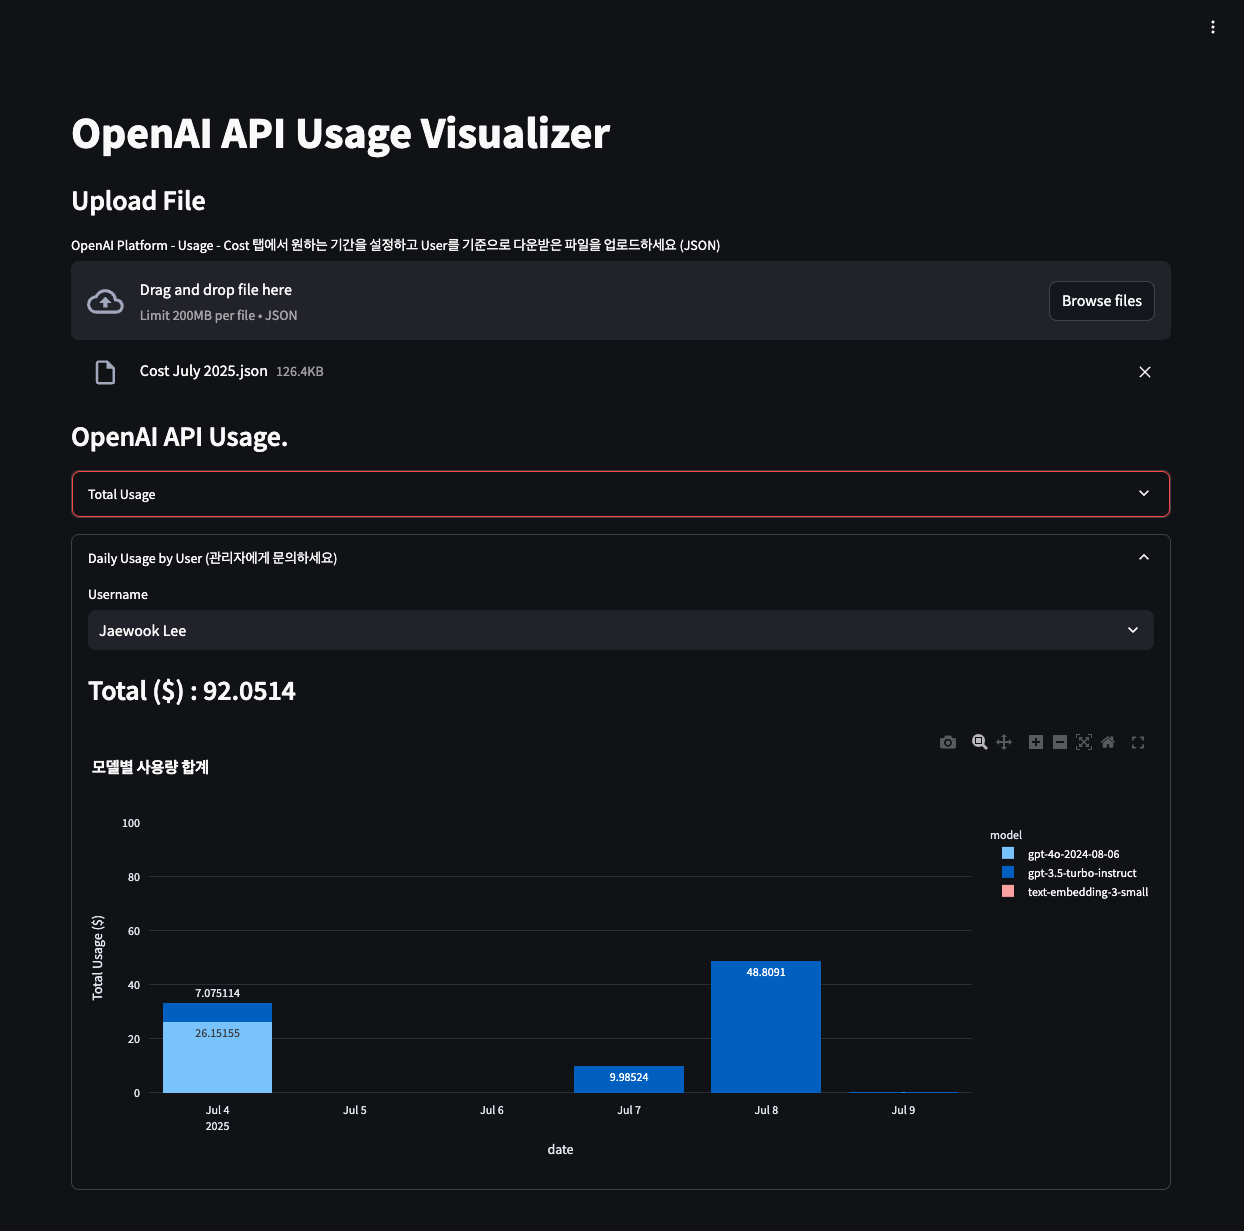 OpenAI API Usage Visualizer
Upload File
OpenAI Platform - Usage - Cost 탭에서 원하는 기간을 설정하고 User를 기준으로 다운받은 파일을 업로드하세요 (JSON)
Drag and drop file here
Limit 200MB per file • JSON
Browse files
Cost July 2025.json 126.4KB
OpenAI API Usage.
Total Usage
Daily Usage by User (관리자에게 문의하세요)
Username
Jaewook Lee
Total ($) : 92.0514
모델별 사용량 합계
100
80
60
40
20
0
Total Usage ($)
7.075114
26.15155
9.98524
48.8091
Jul 4
2025
Jul 5
Jul 6
Jul 7
Jul 8
Jul 9
date
model
gpt-4o-2024-08-06
gpt-3.5-turbo-instruct
text-embedding-3-small